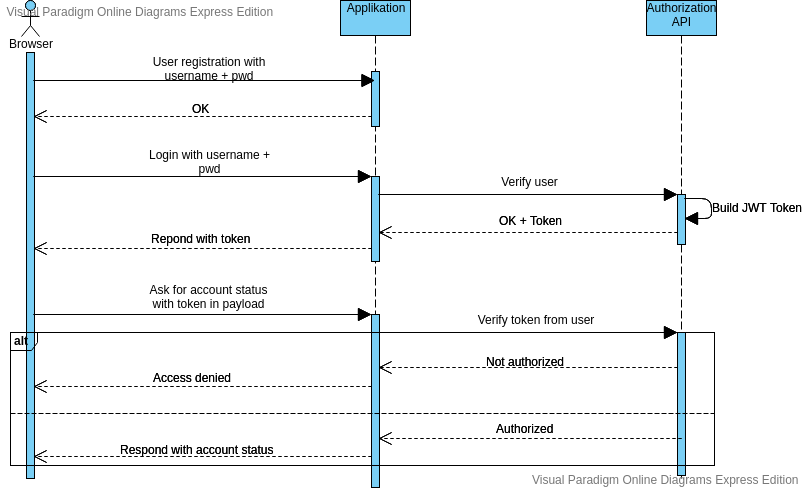 Visual Paradigm Online Diagrams Express Edition
Browser
Applikation
Authorization
API
User registration with
username + pwd
OK
Login with username +
pwd
Verify user
Build JWT Token
OK + Token
Repond with token
Ask for account status
with token in payload
Verify token from user
alt
Not authorized
Access denied
Authorized
Respond with account status
Visual Paradigm Online Diagrams Express Edition